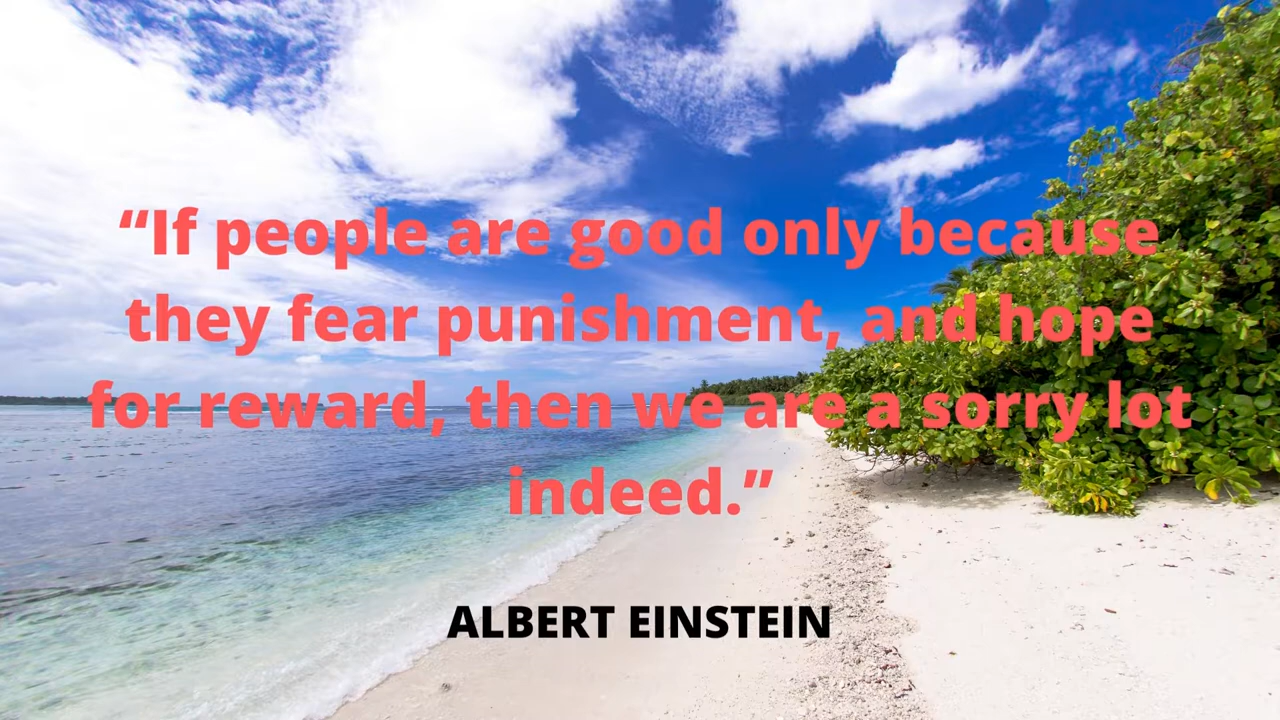 “If people are good only because
they fear punishment, and hope
for reward, then we are a sorry lot
indeed.”
ALBERT EINSTEIN